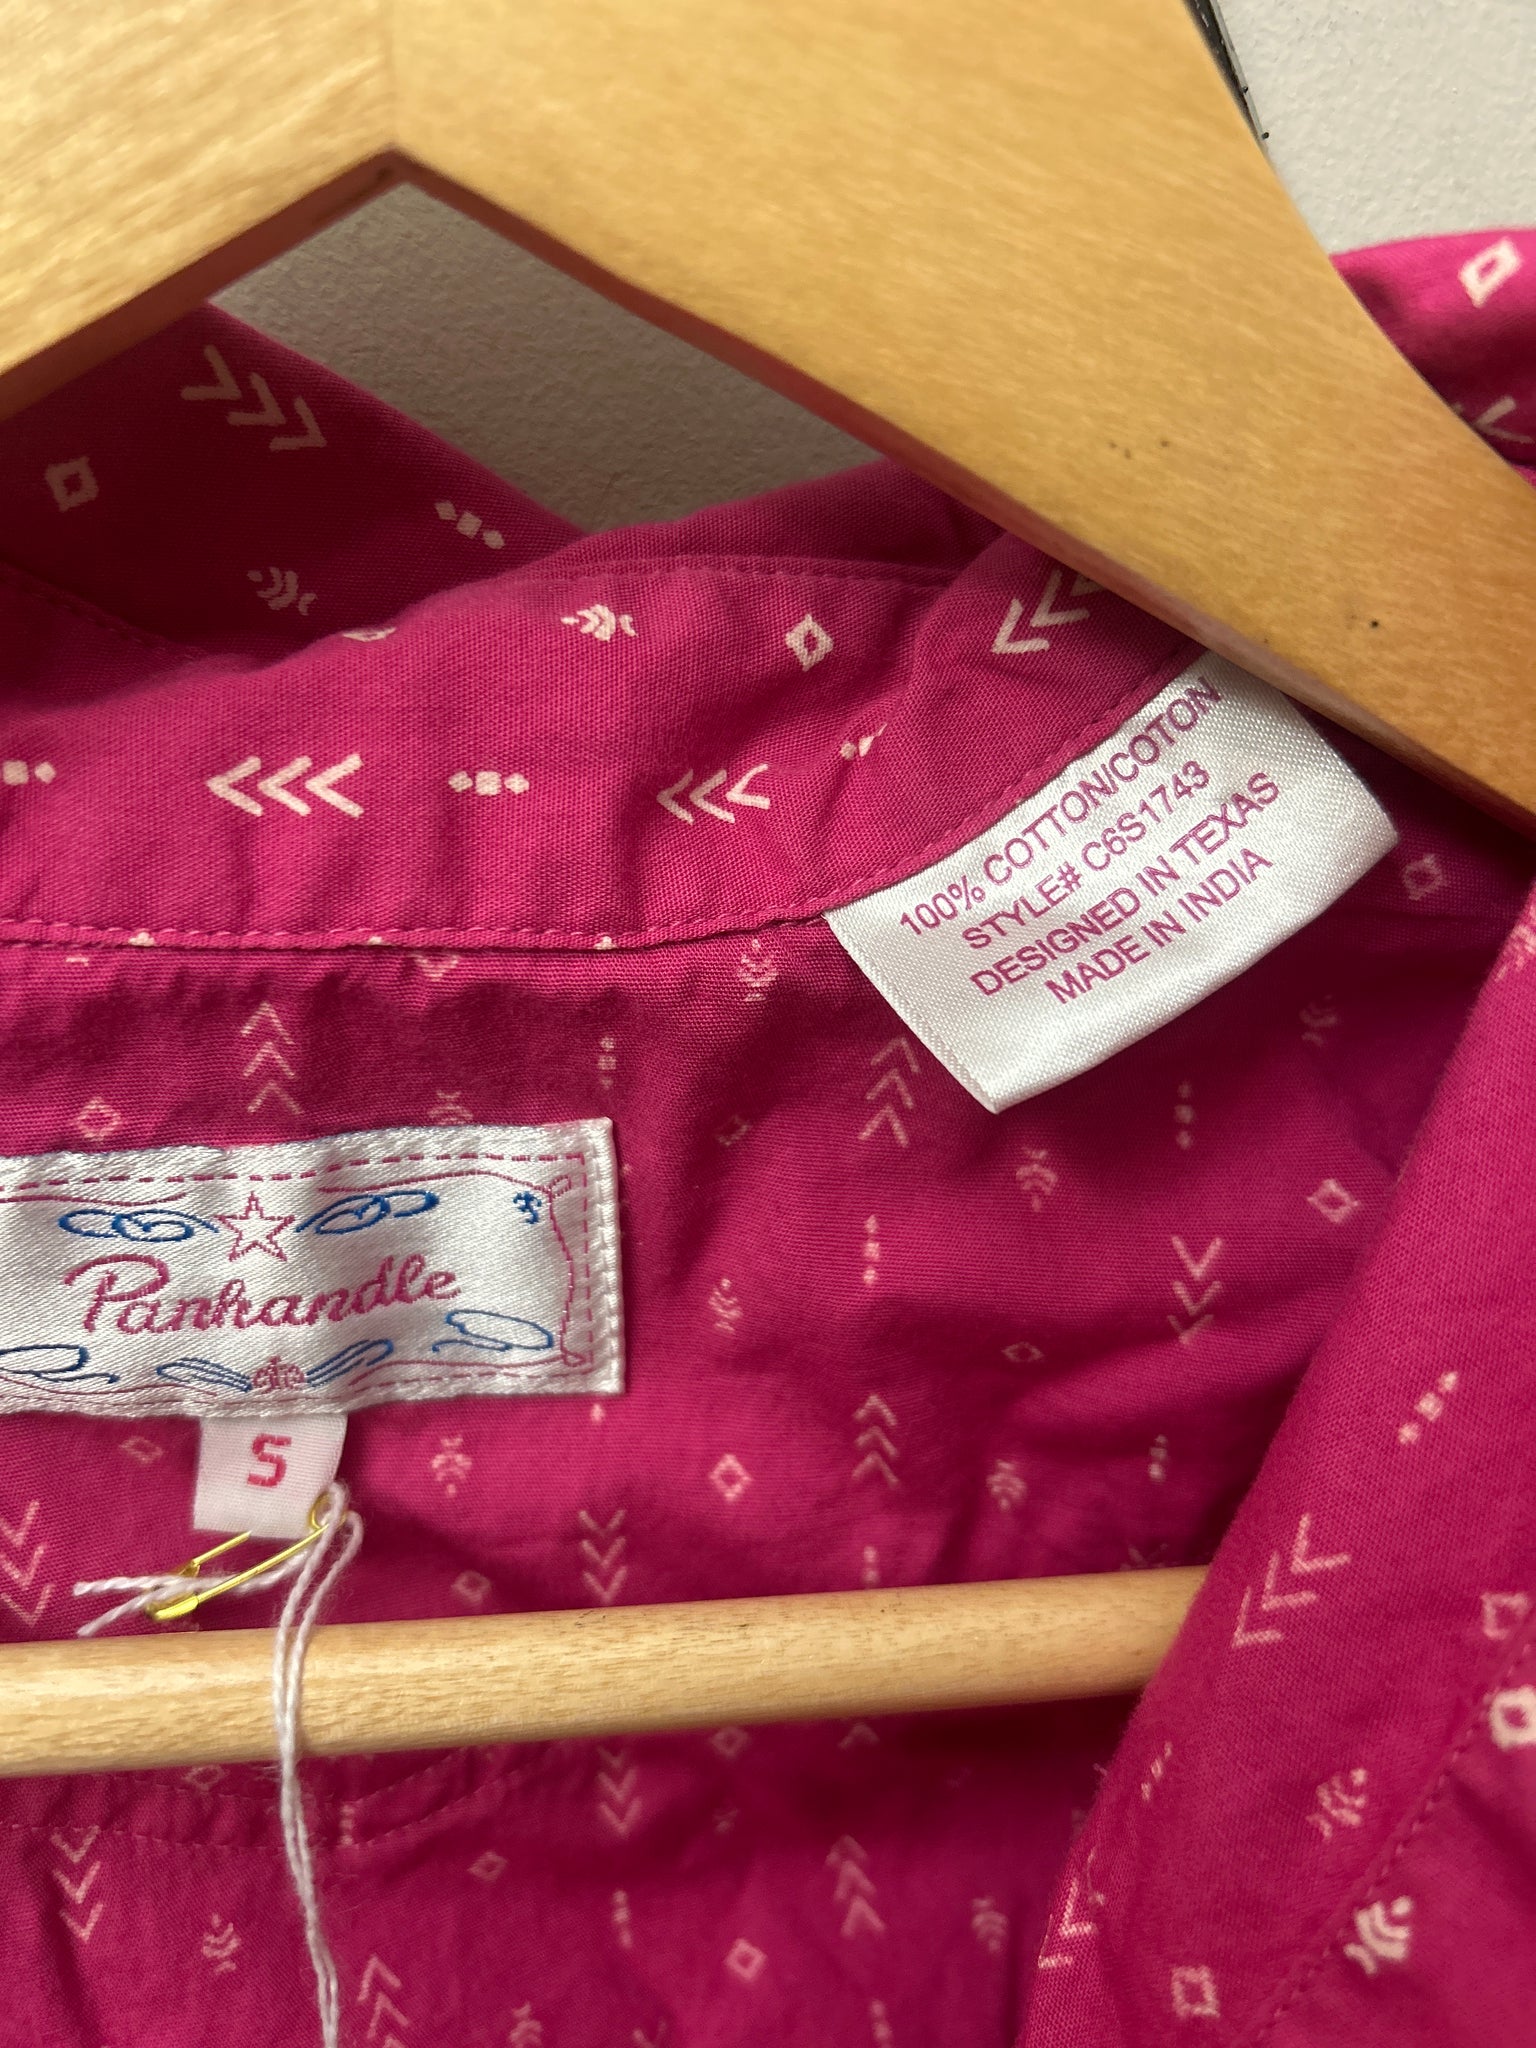 100% COTTON/COTON
STYLE# C6S1743
DESIGNED IN TEXAS
MADE IN INDIA
Panhandle
S